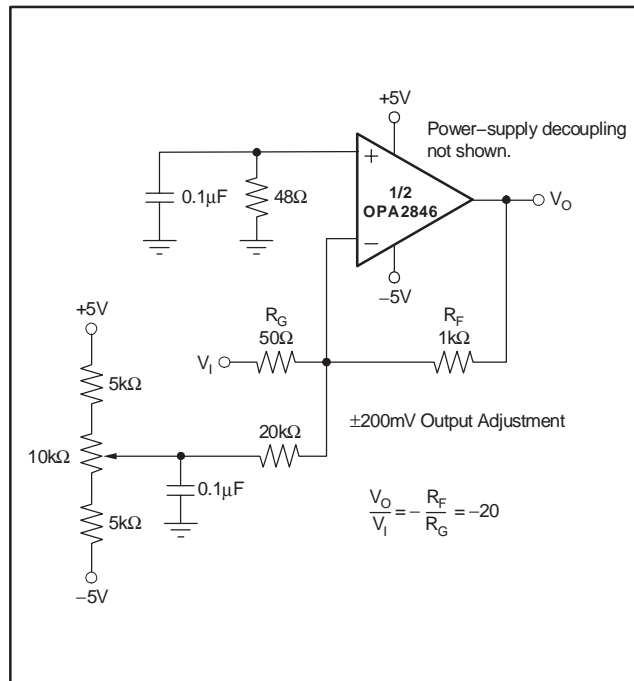 +5V
Power−supply decoupling
not shown.
+
1/2
OPA2846
−
0.1μF
48Ω
V_O
−5V
+5V
R_G
50Ω
R_F
1kΩ
V_I
5kΩ
20kΩ
±200mV Output Adjustment
10kΩ
0.1μF
5kΩ
V_O/V_I = − R_F/R_G = −20
−5V